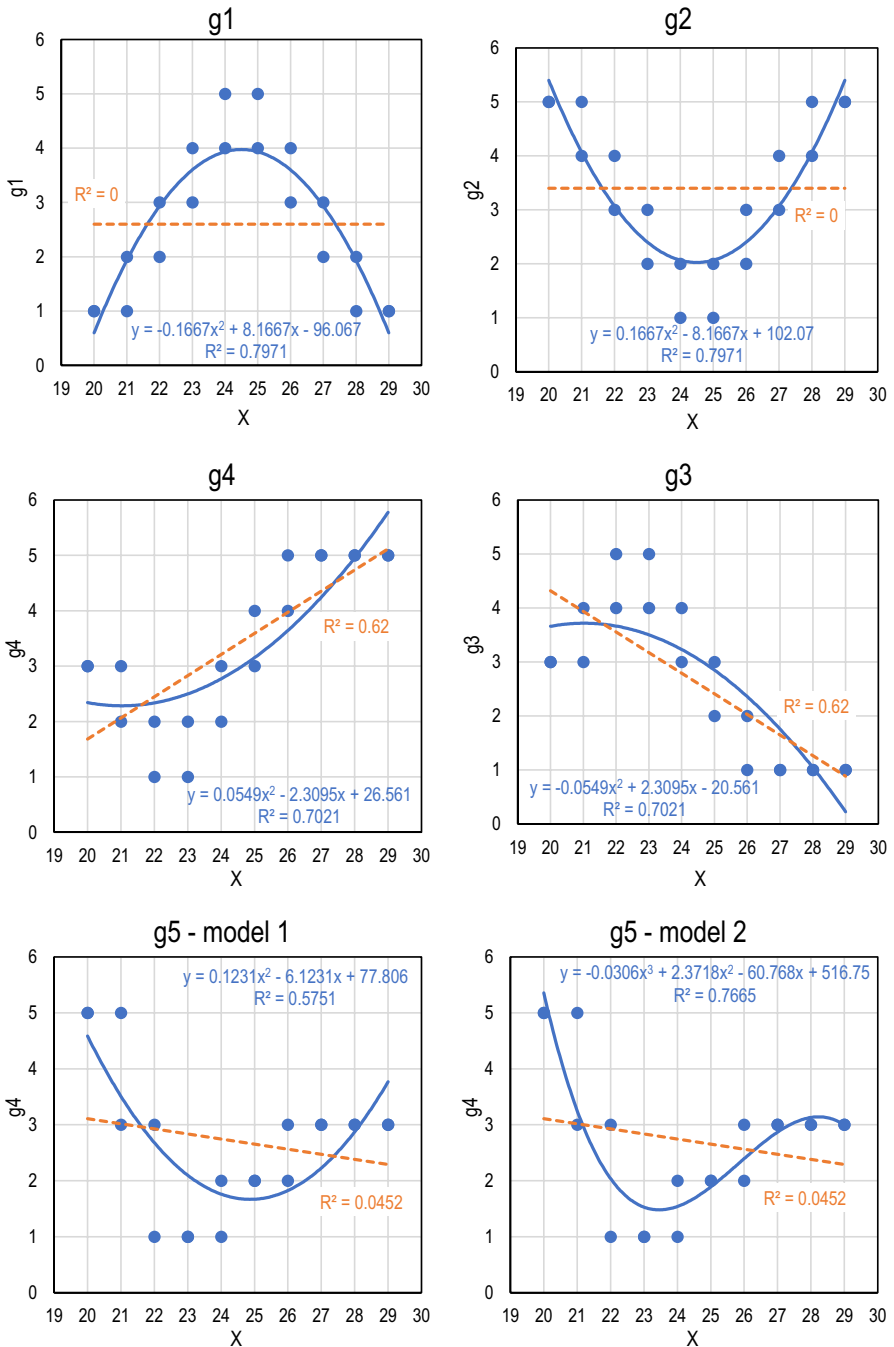 g1
6
5
4
3
2
1
0
g1
R² = 0
y = -0.1667x² + 8.1667x - 96.067
R² = 0.7971
19 20 21 22 23 24 25 26 27 28 29 30
X
g2
6
5
4
3
2
1
0
g2
R² = 0
y = 0.1667x² - 8.1667x + 102.07
R² = 0.7971
19 20 21 22 23 24 25 26 27 28 29 30
X
g4
6
5
4
3
2
1
0
g4
R² = 0.62
y = 0.0549x² - 2.3095x + 26.561
R² = 0.7021
19 20 21 22 23 24 25 26 27 28 29 30
X
g3
6
5
4
3
2
1
0
g3
R² = 0.62
y = -0.0549x² + 2.3095x - 20.561
R² = 0.7021
19 20 21 22 23 24 25 26 27 28 29 30
X
g5 - model 1
y = 0.1231x² - 6.1231x + 77.806
R² = 0.5751
6
5
4
3
2
1
0
g4
R² = 0.0452
19 20 21 22 23 24 25 26 27 28 29 30
X
g5 - model 2
y = -0.0306x³ + 2.3718x² - 60.768x + 516.75
R² = 0.7665
6
5
4
3
2
1
0
g4
R² = 0.0452
19 20 21 22 23 24 25 26 27 28 29 30
X